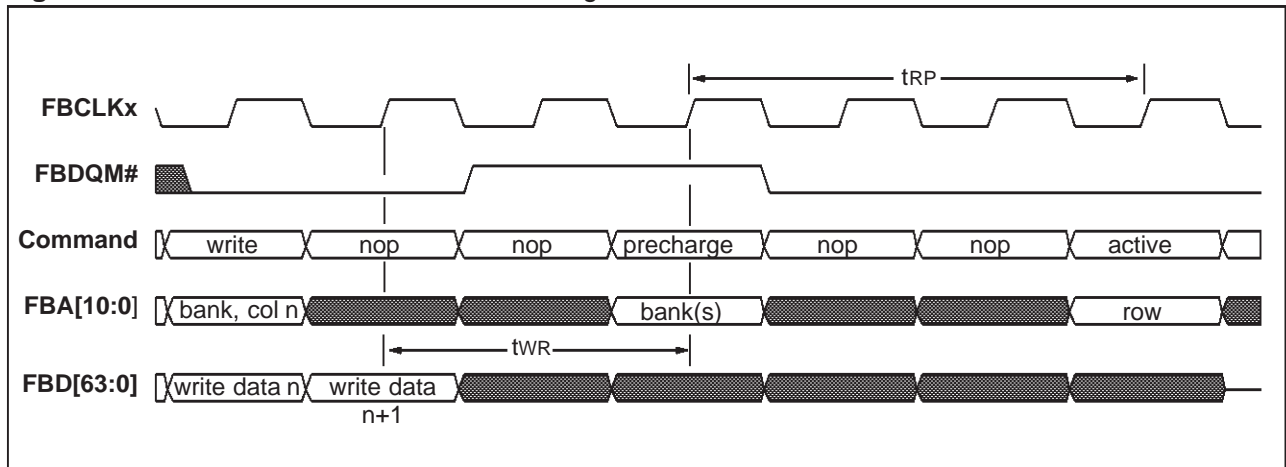 tRP
FBCLKx
FBDQM#
Command write nop nop precharge nop nop active
FBA[10:0] bank, col n bank(s) row
tWR
FBD[63:0] write data n write data
n+1